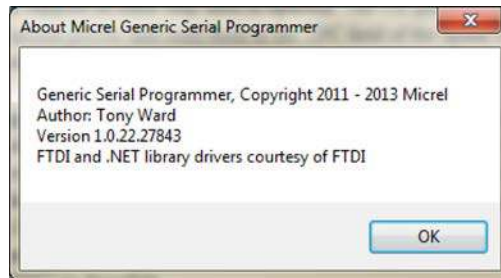 About Micrel Generic Serial Programmer
Generic Serial Programmer, Copyright 2011 - 2013 Micrel
Author: Tony Ward
Version 1.0.22.27843
FTDI and .NET library drivers courtesy of FTDI
OK